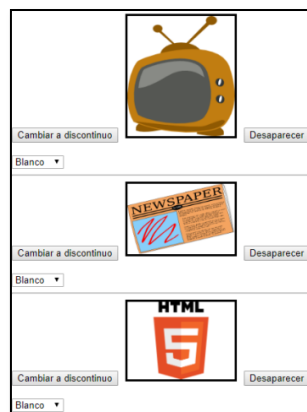 Cambiar a discontinuo Desaparecer
Blanco
NEWSPAPER
Cambiar a discontinuo Desaparecer
Blanco
HTML
5
Cambiar a discontinuo Desaparecer
Blanco